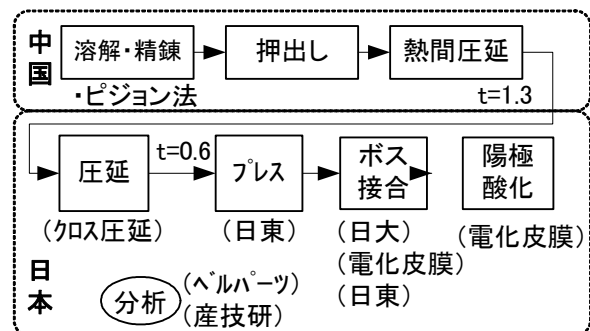 中国
溶解・精錬
押出し
熱間圧延
・ピジョン法
t=1.3
圧延
t=0.6
プレス
ボス
接合
陽極
酸化
(クロス圧延)
(日東)
(日大)
(電化皮膜)
(日東)
(電化皮膜)
日本
分析
(ベルパーツ)
(産技研)